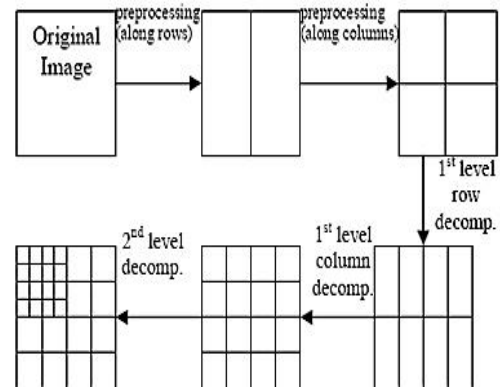 Original
Image
preprocessing
(along rows)
preprocessing
(along columns)
1st level
row
decomp.
1st level
column
decomp.
2nd level
decomp.